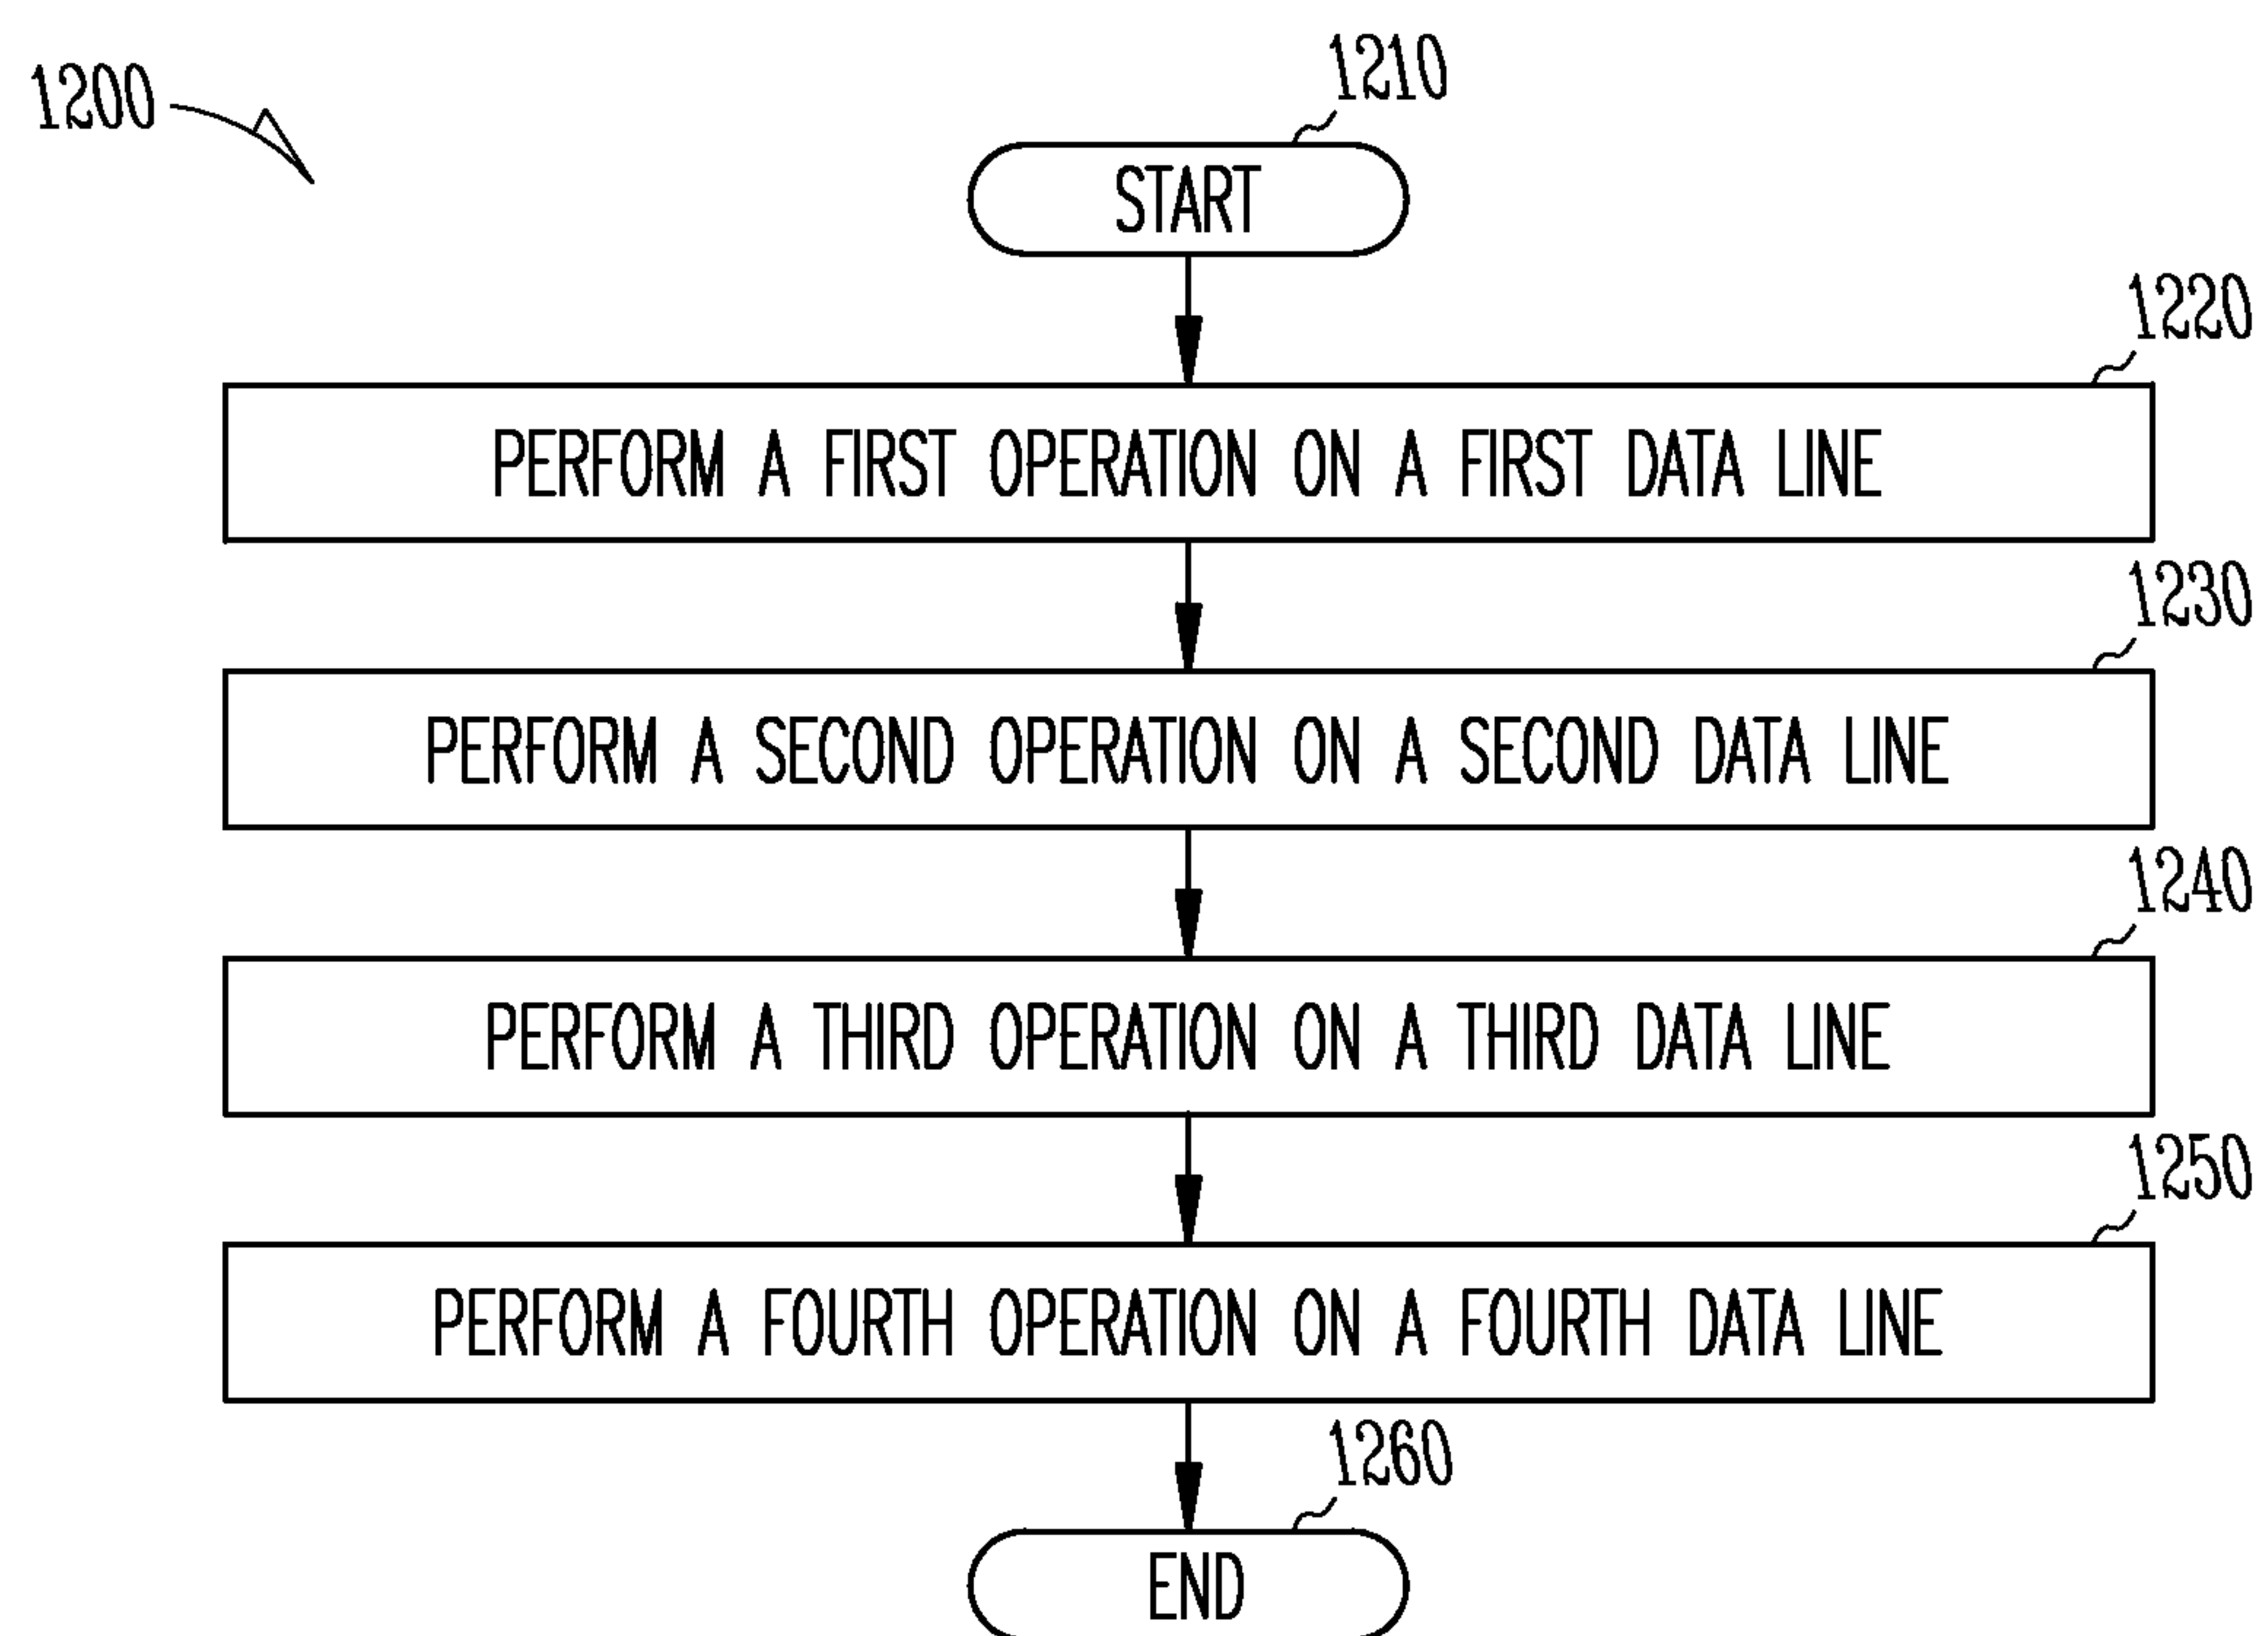 1200
1210
START
1220
PERFORM A FIRST OPERATION ON A FIRST DATA LINE
1230
PERFORM A SECOND OPERATION ON A SECOND DATA LINE
1240
PERFORM A THIRD OPERATION ON A THIRD DATA LINE
1250
PERFORM A FOURTH OPERATION ON A FOURTH DATA LINE
1260
END